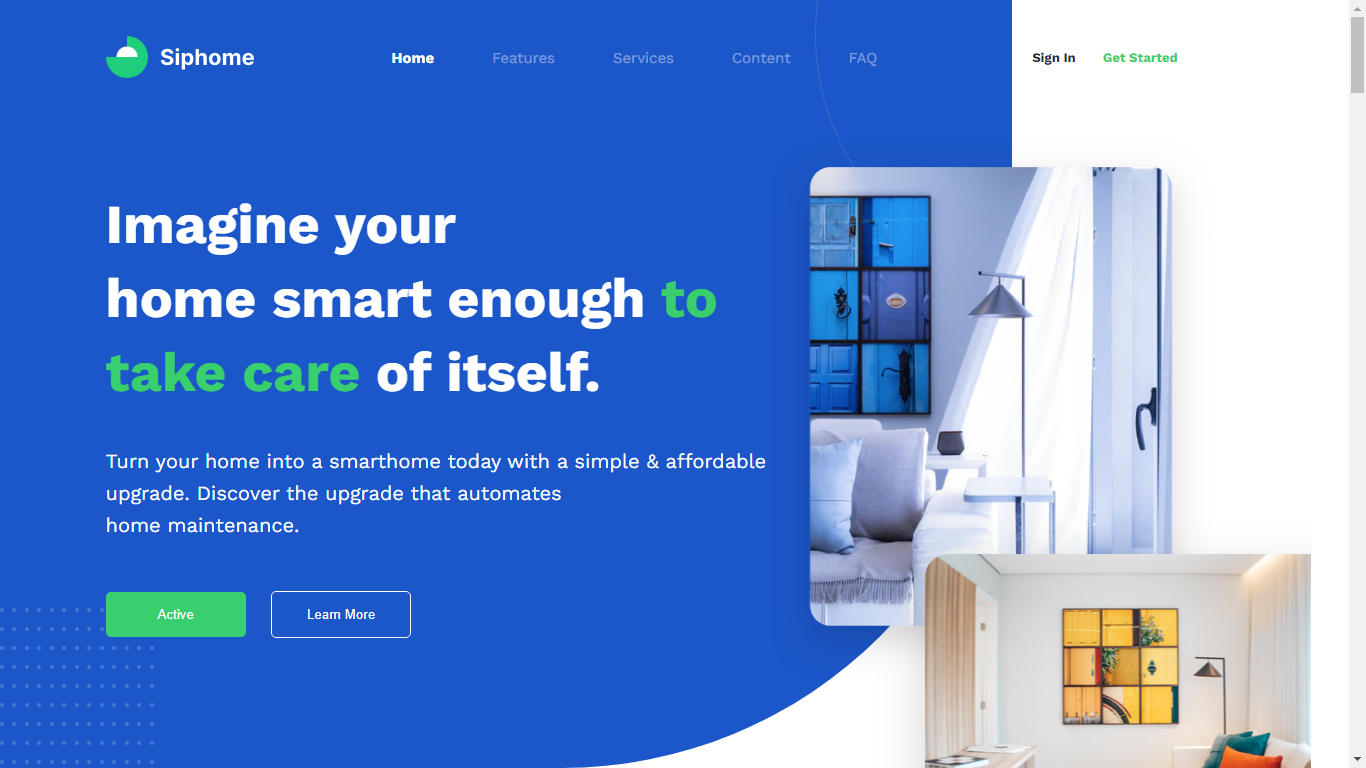 Siphome
Home
Features
Services
Content
FAQ
Sign In
Get Started
Imagine your
home smart enough to
take care of itself.
Turn your home into a smarthome today with a simple & affordable
upgrade. Discover the upgrade that automates
home maintenance.
Active
Learn More